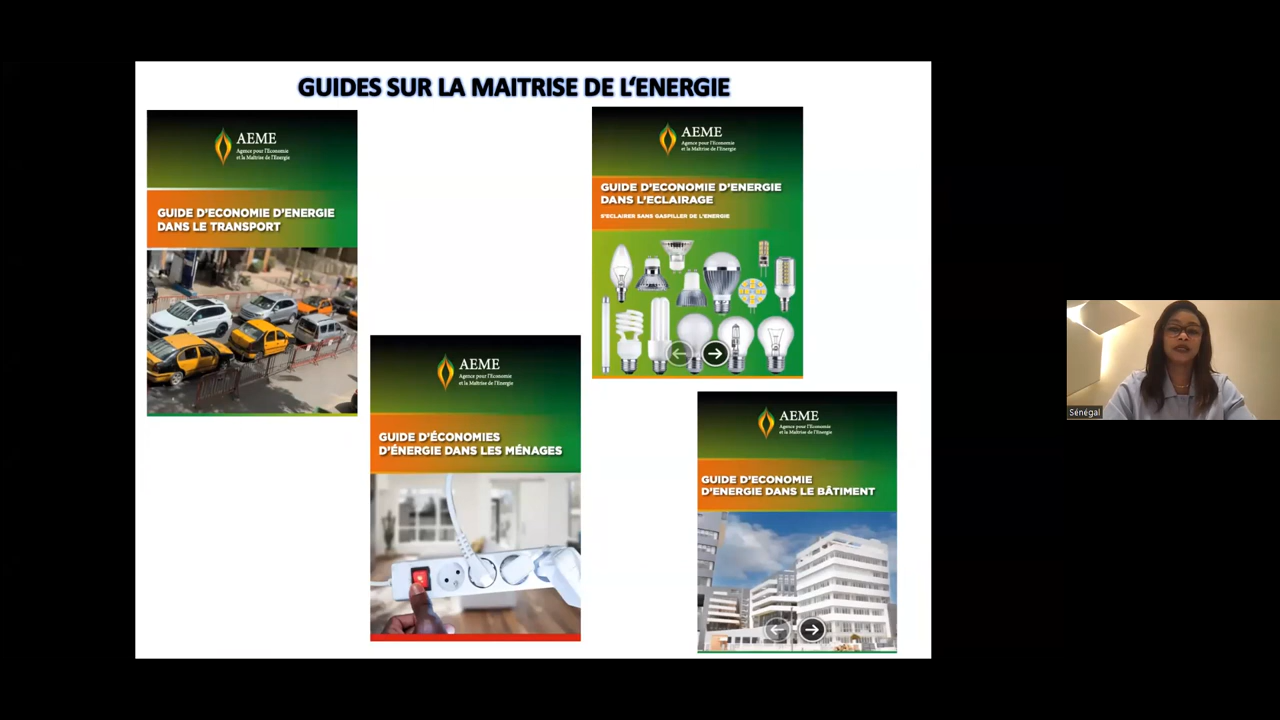 GUIDES SUR LA MAITRISE DE L‘ENERGIE
AEME
Agence pour l'Economie
et la Maîtrise de l'Energie
GUIDE D'ECONOMIE D'ENERGIE
DANS LE TRANSPORT
AEME
Agence pour l'Economie
et la Maîtrise de l'Energie
GUIDE D'ECONOMIE D'ENERGIE
DANS L'ECLAIRAGE
S'ECLAIRER SANS GASPILLER DE L'ENERGIE
AEME
Agence pour l'Economie
et la Maîtrise de l'Energie
GUIDE D'ÉCONOMIES
D'ÉNERGIE DANS LES MÉNAGES
AEME
Agence pour l'Economie
et la Maîtrise de l'Energie
GUIDE D'ECONOMIE
D'ENERGIE DANS LE BÂTIMENT
Sénégal